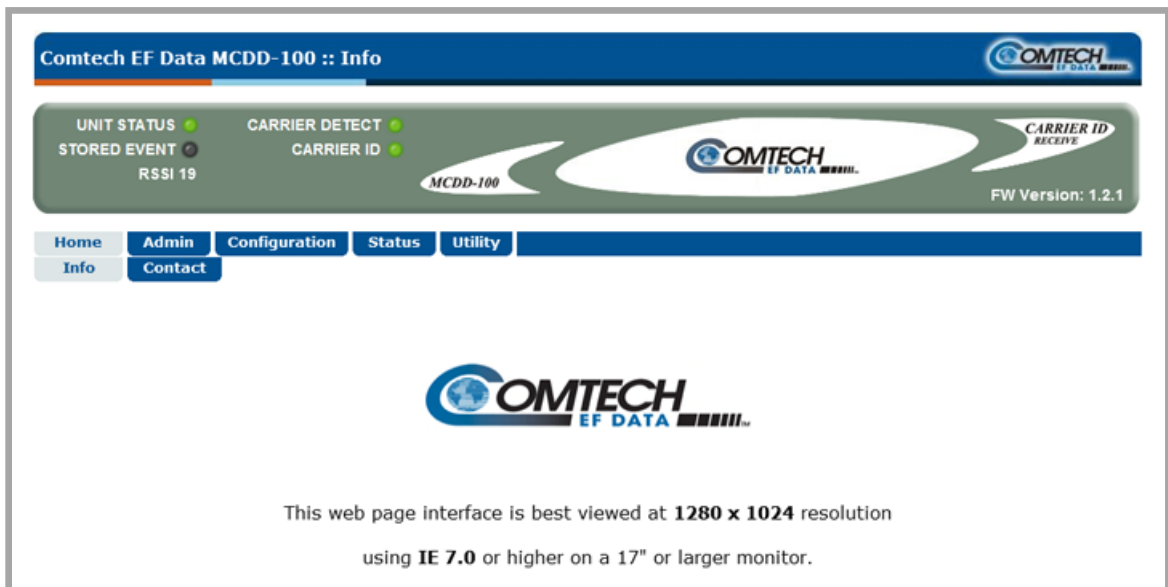 Comtech EF Data MCDD-100 :: Info
COMTECH
EF DATA
UNIT STATUS
CARRIER DETECT
STORED EVENT
CARRIER ID
RSSI 19
MCDD-100
COMTECH
EF DATA
CARRIER ID
RECEIVE
FW Version: 1.2.1
Home Admin Configuration Status Utility
Info Contact
COMTECH
EF DATA
This web page interface is best viewed at 1280 x 1024 resolution
using IE 7.0 or higher on a 17" or larger monitor.